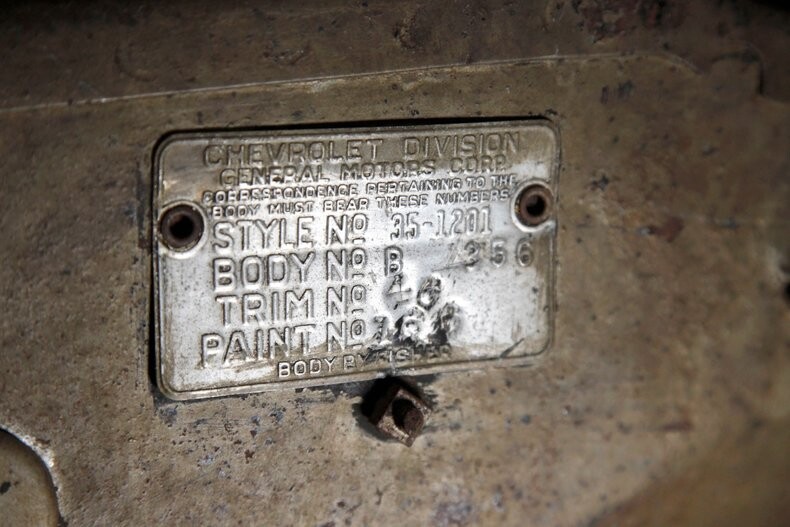 CHEVROLET DIVISION
GENERAL MOTORS CORP.
CORRESPONDENCE PERTAINING TO THE
BODY MUST BEAR THESE NUMBERS
STYLE Nº 35-1201
BODY Nº B 4356
TRIM Nº
PAINT Nº
BODY BY FISHER